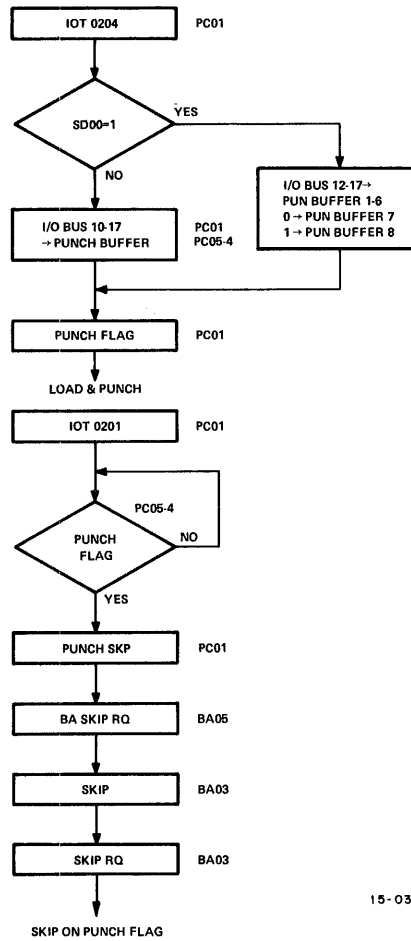 IOT 0204
PC01
SD00=1
YES
NO
I/O BUS 12-17→
PUN BUFFER 1-6
0→ PUN BUFFER 7
1→ PUN BUFFER 8
I/O BUS 10-17
→ PUNCH BUFFER
PC01
PC05-4
PUNCH FLAG
PC01
LOAD & PUNCH
IOT 0201
PC01
PC05-4
PUNCH
FLAG
NO
YES
PUNCH SKP
PC01
BA SKIP RQ
BA05
SKIP
BA03
SKIP RQ
BA03
15-03
SKIP ON PUNCH FLAG